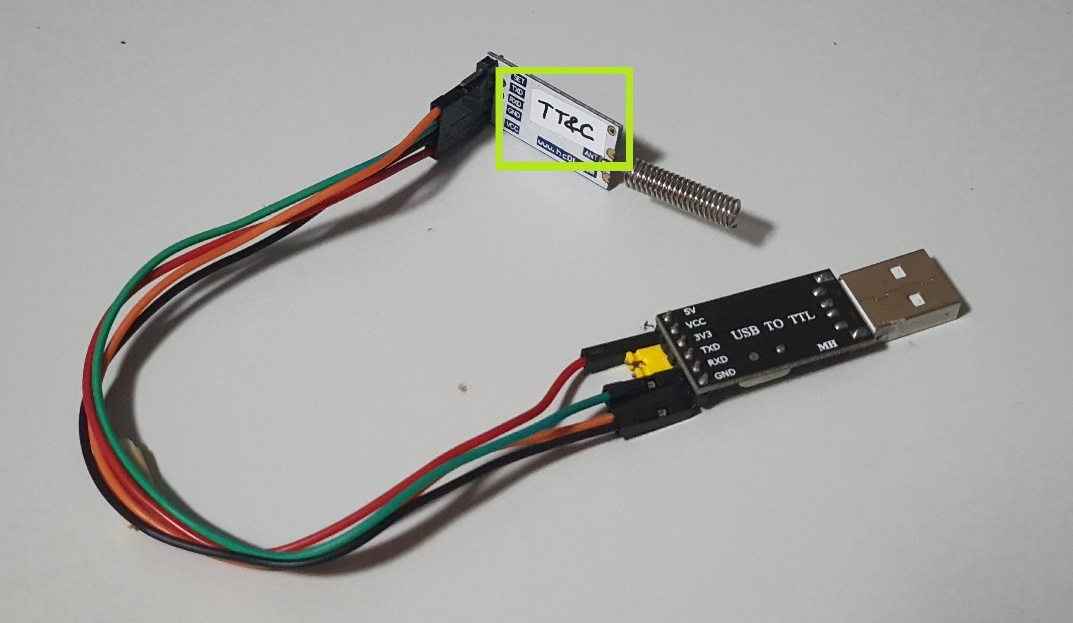 SET
TXD
RXD
GND
VCC
TT&C
ANT
5V
VCC
3V3
TXD
RXD
GND
USB TO TTL
MH